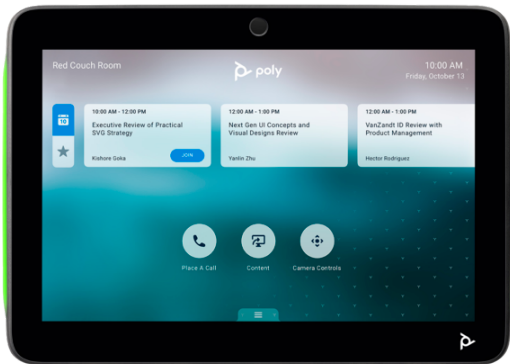 Red Couch Room
poly
10:00 AM
Friday, October 13
10
10:00 AM - 12:00 PM
Executive Review of Practical
SVG Strategy
Kishore Goka
JOIN
12:00 AM - 1:00 PM
Next Gen UI Concepts and
Visual Designs Review
Yanlin Zhu
12:00 AM - 1:00 PM
VanZandt ID Review with
Product Management
Hector Rodriguez
Place A Call
Content
Camera Controls